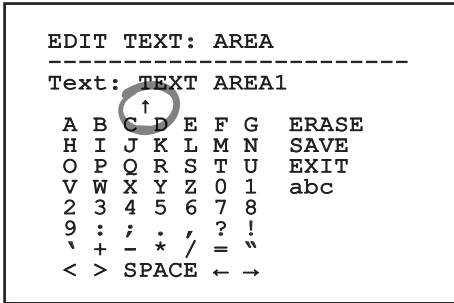 EDIT TEXT: AREA
------------------------
Text: TEXT AREA1
↑
A B C D E F G ERASE
H I J K L M N SAVE
O P Q R S T U EXIT
V W X Y Z 0 1 abc
2 3 4 5 6 7 8
9 : ; . , ? !
‵ + - * / = ‶
< > SPACE ← →